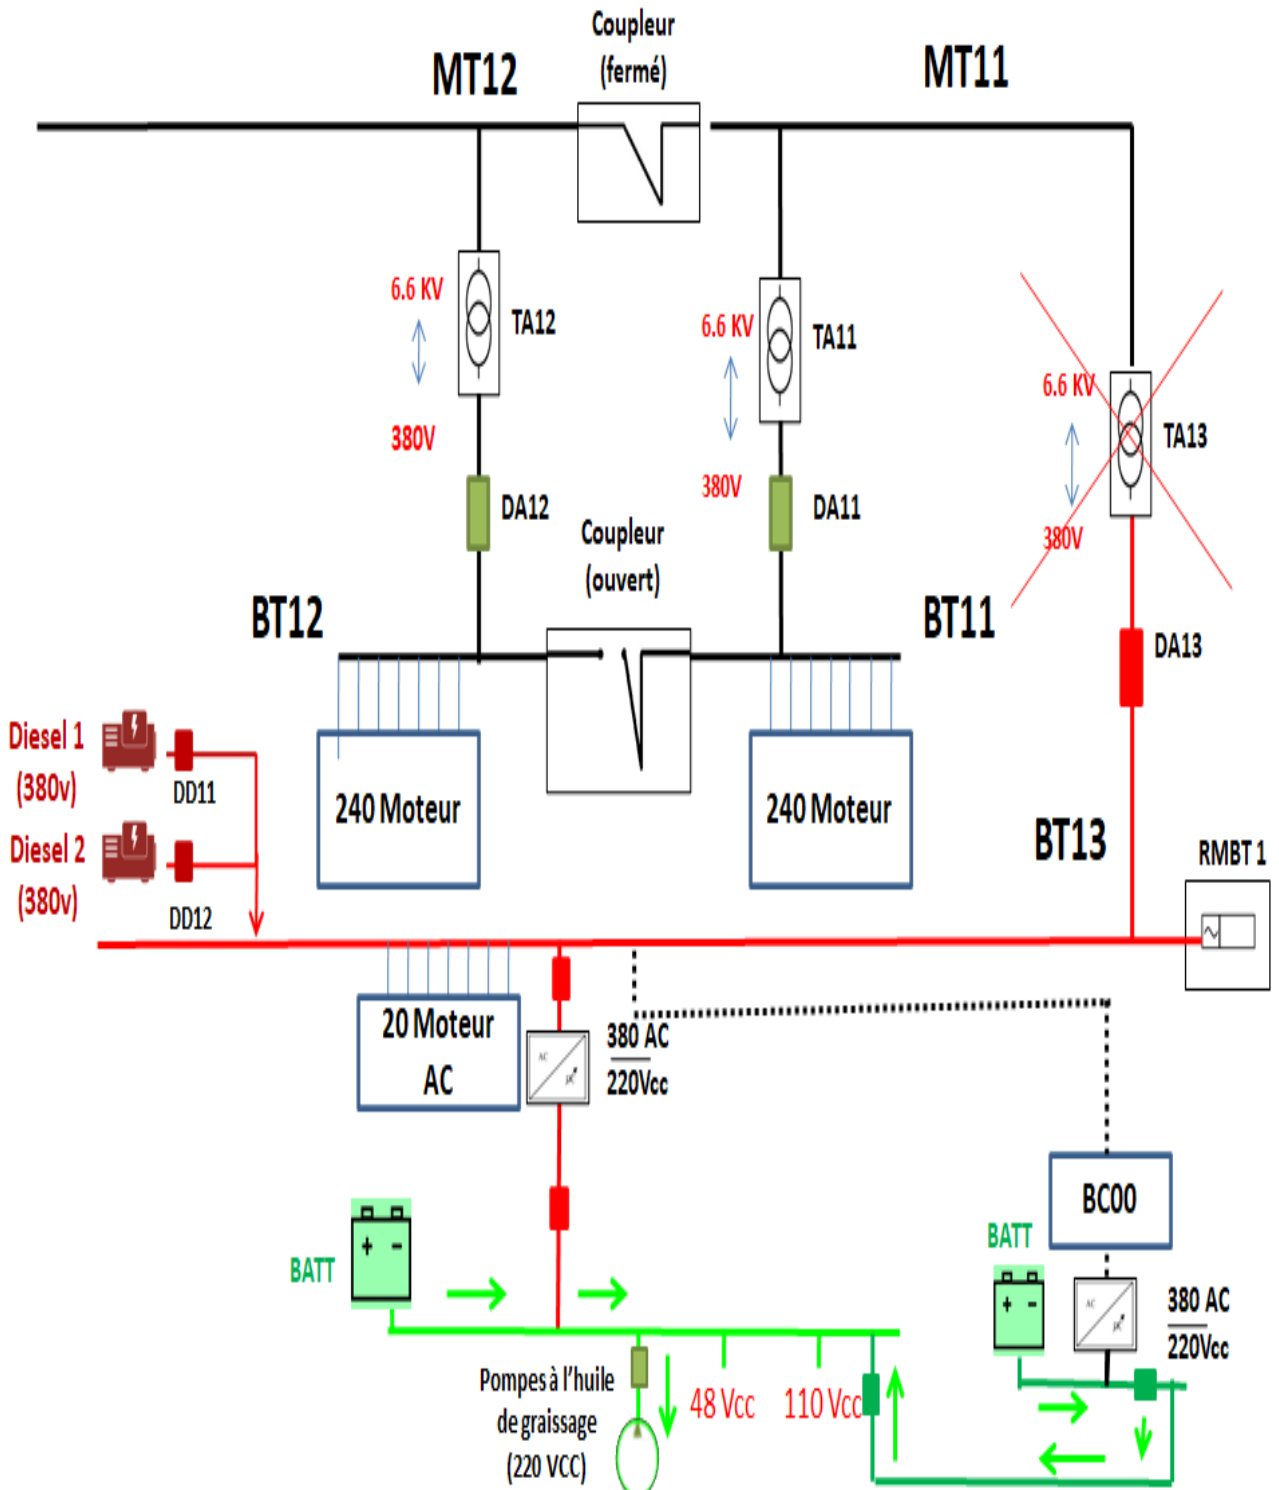 Coupleur
(fermé)
MT12
MT11
6.6 KV
TA12
380V
6.6 KV
TA11
380V
6.6 KV
TA13
380V
DA12
DA11
Coupleur
(ouvert)
BT12
BT11
DA13
Diesel 1
(380v)
DD11
240 Moteur
240 Moteur
Diesel 2
(380v)
DD12
BT13
RMBT 1
20 Moteur
AC
AC
380 AC
220Vcc
BC00
BATT
+ −
BATT
+ −
AC
380 AC
220Vcc
Pompes à l'huile
de graissage
(220 VCC)
48 Vcc
110 Vcc